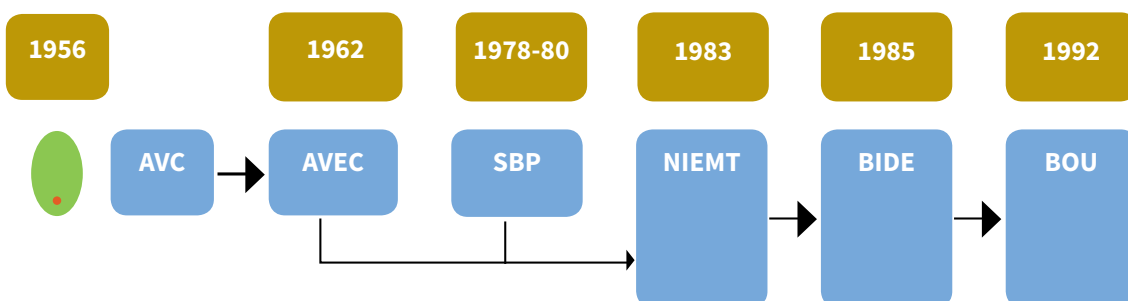 1956
1962
1978-80
1983
1985
1992
AVC
AVEC
SBP
NIEMT
BIDE
BOU